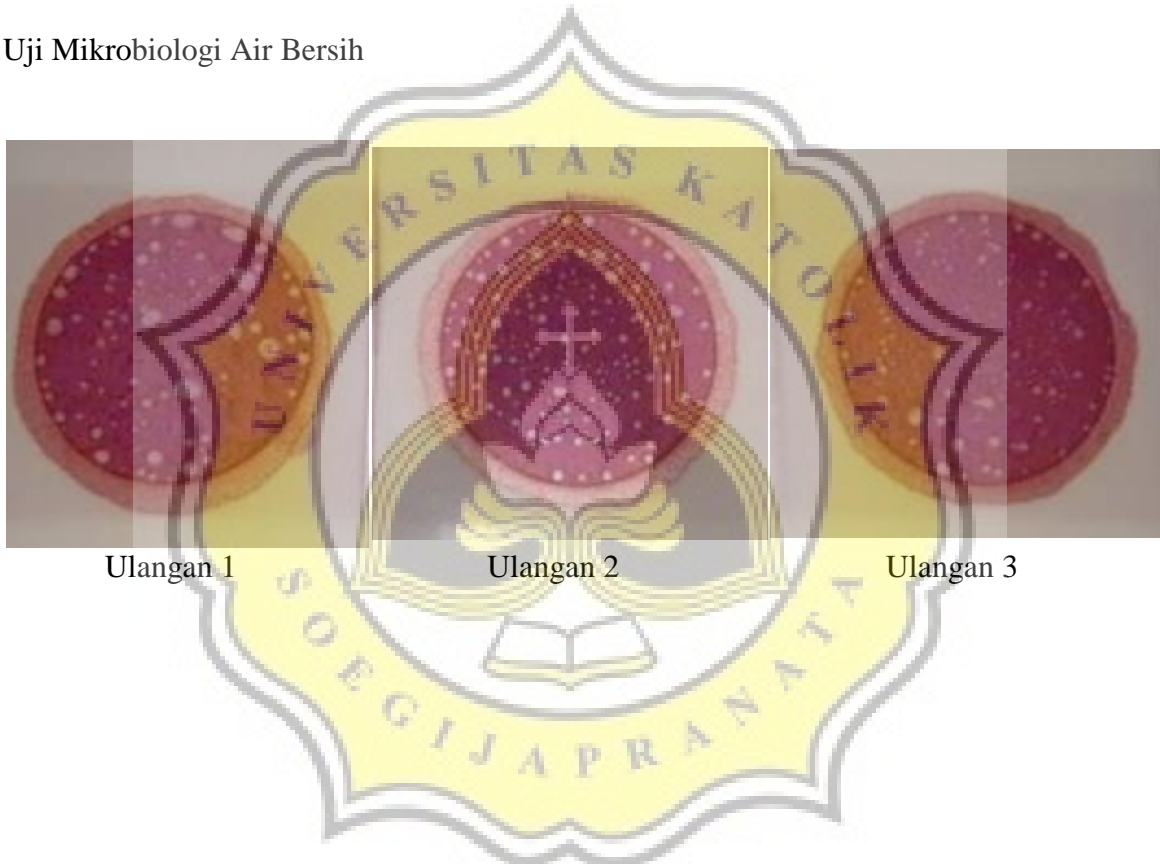 Uji Mikrobiologi Air Bersih
UNIVERSITAS KATOLIK
Ulangan 1 Ulangan 2 Ulangan 3
SOEGIJAPRANATA